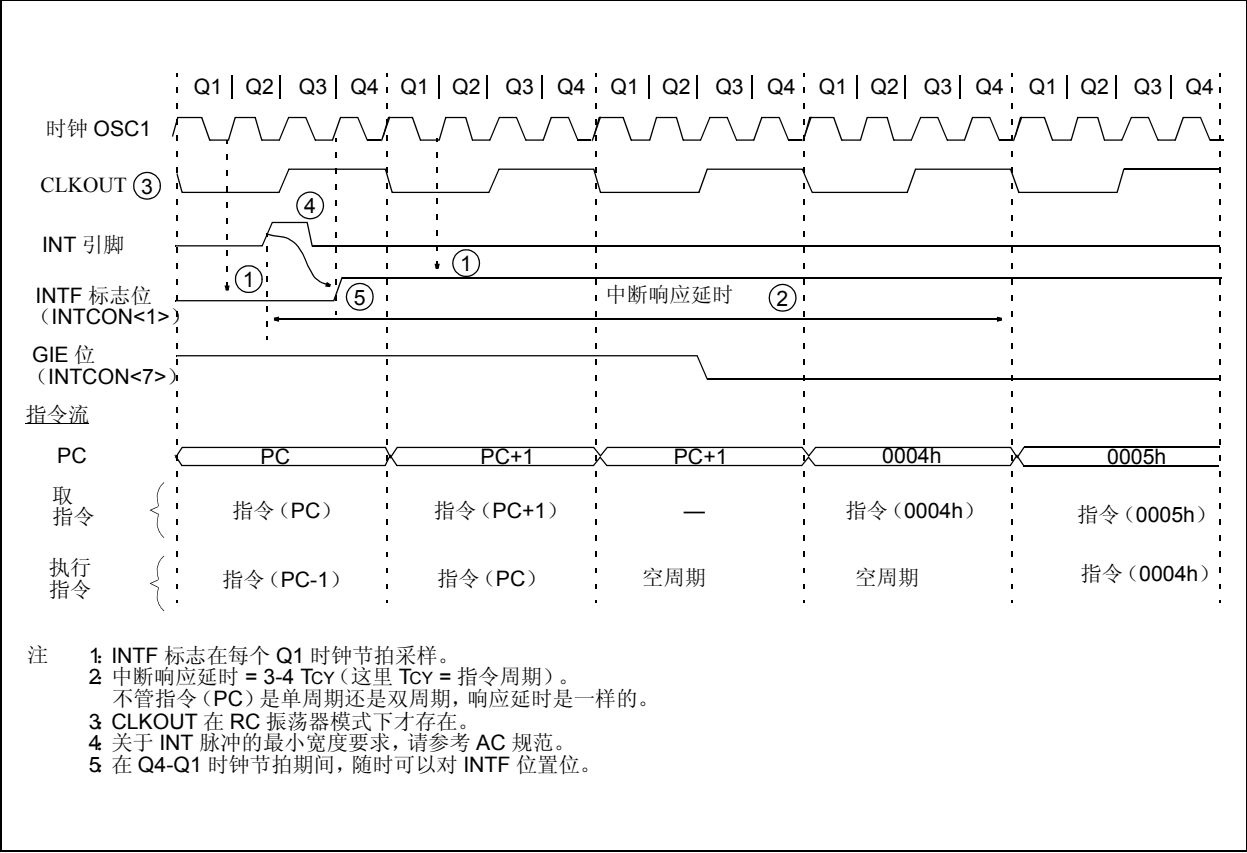 Q1 | Q2 | Q3 | Q4 Q1 | Q2 | Q3 | Q4 Q1 | Q2 | Q3 | Q4 Q1 | Q2 | Q3 | Q4 Q1 | Q2 | Q3 | Q4
时钟 OSC1
CLKOUT ③
④
INT 引脚
① ①
INTF 标志位
(INTCON<1>)
⑤
中断响应延时 ②
GIE 位
(INTCON<7>)
指令流
PC PC PC+1 PC+1 0004h 0005h
取
指令
指令(PC) 指令(PC+1) — 指令(0004h) 指令(0005h)
执行
指令
指令(PC-1) 指令(PC) 空周期 空周期 指令(0004h)
注 1: INTF 标志在每个 Q1 时钟节拍采样。
2: 中断响应延时 = 3-4 TCY(这里 TCY = 指令周期)。
不管指令(PC)是单周期还是双周期,响应延时是一样的。
3: CLKOUT 在 RC 振荡器模式下才存在。
4: 关于 INT 脉冲的最小宽度要求,请参考 AC 规范。
5: 在 Q4-Q1 时钟节拍期间,随时可以对 INTF 位置位。